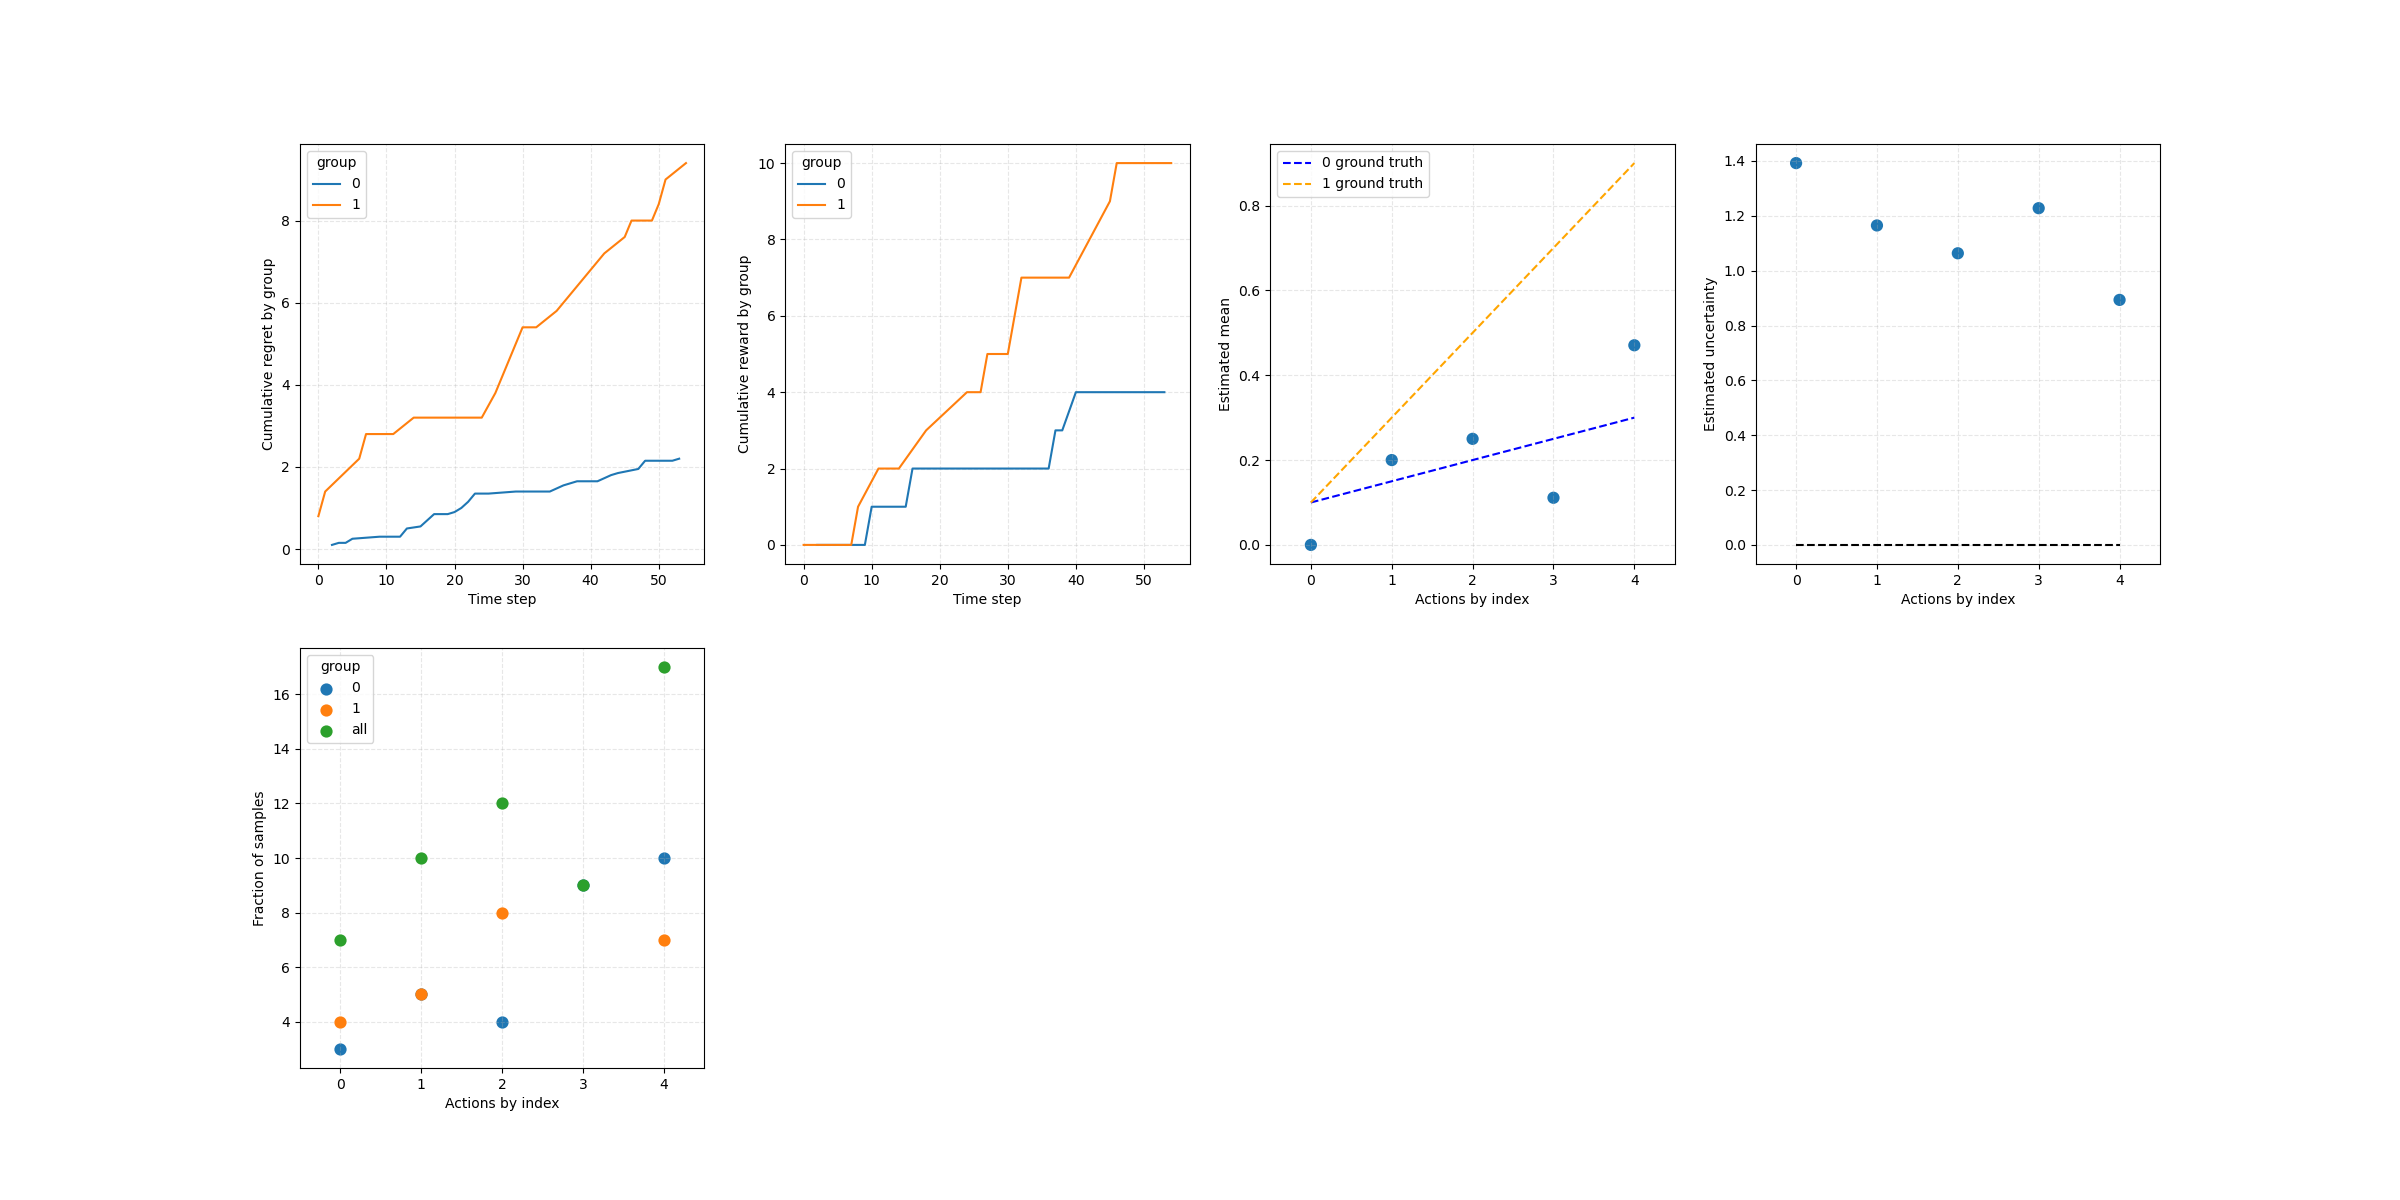 group
0
1
Cumulative regret by group
8
6
4
2
0
0 10 20 30 40 50
Time step
group
0
1
Cumulative reward by group
10
8
6
4
2
0
0 10 20 30 40 50
Time step
0 ground truth
1 ground truth
Estimated mean
0.8
0.6
0.4
0.2
0.0
0 1 2 3 4
Actions by index
Estimated uncertainty
1.4
1.2
1.0
0.8
0.6
0.4
0.2
0.0
0 1 2 3 4
Actions by index
group
0
1
all
Fraction of samples
16
14
12
10
8
6
4
0 1 2 3 4
Actions by index